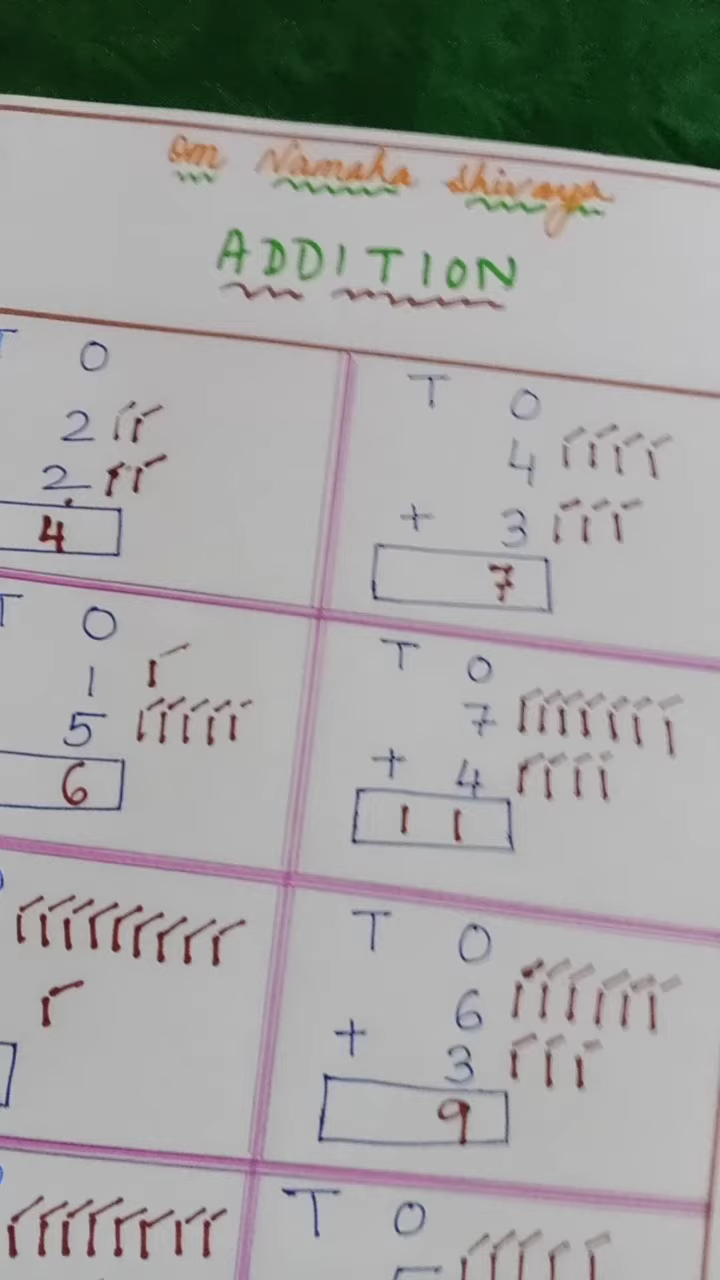 Om Namaha Shivaya
ADDITION
T O
2
2
4
T O
4
+ 3
7
T O
1
5
6
T O
7
+ 4
1 1
T O
6
+ 3
9
T O